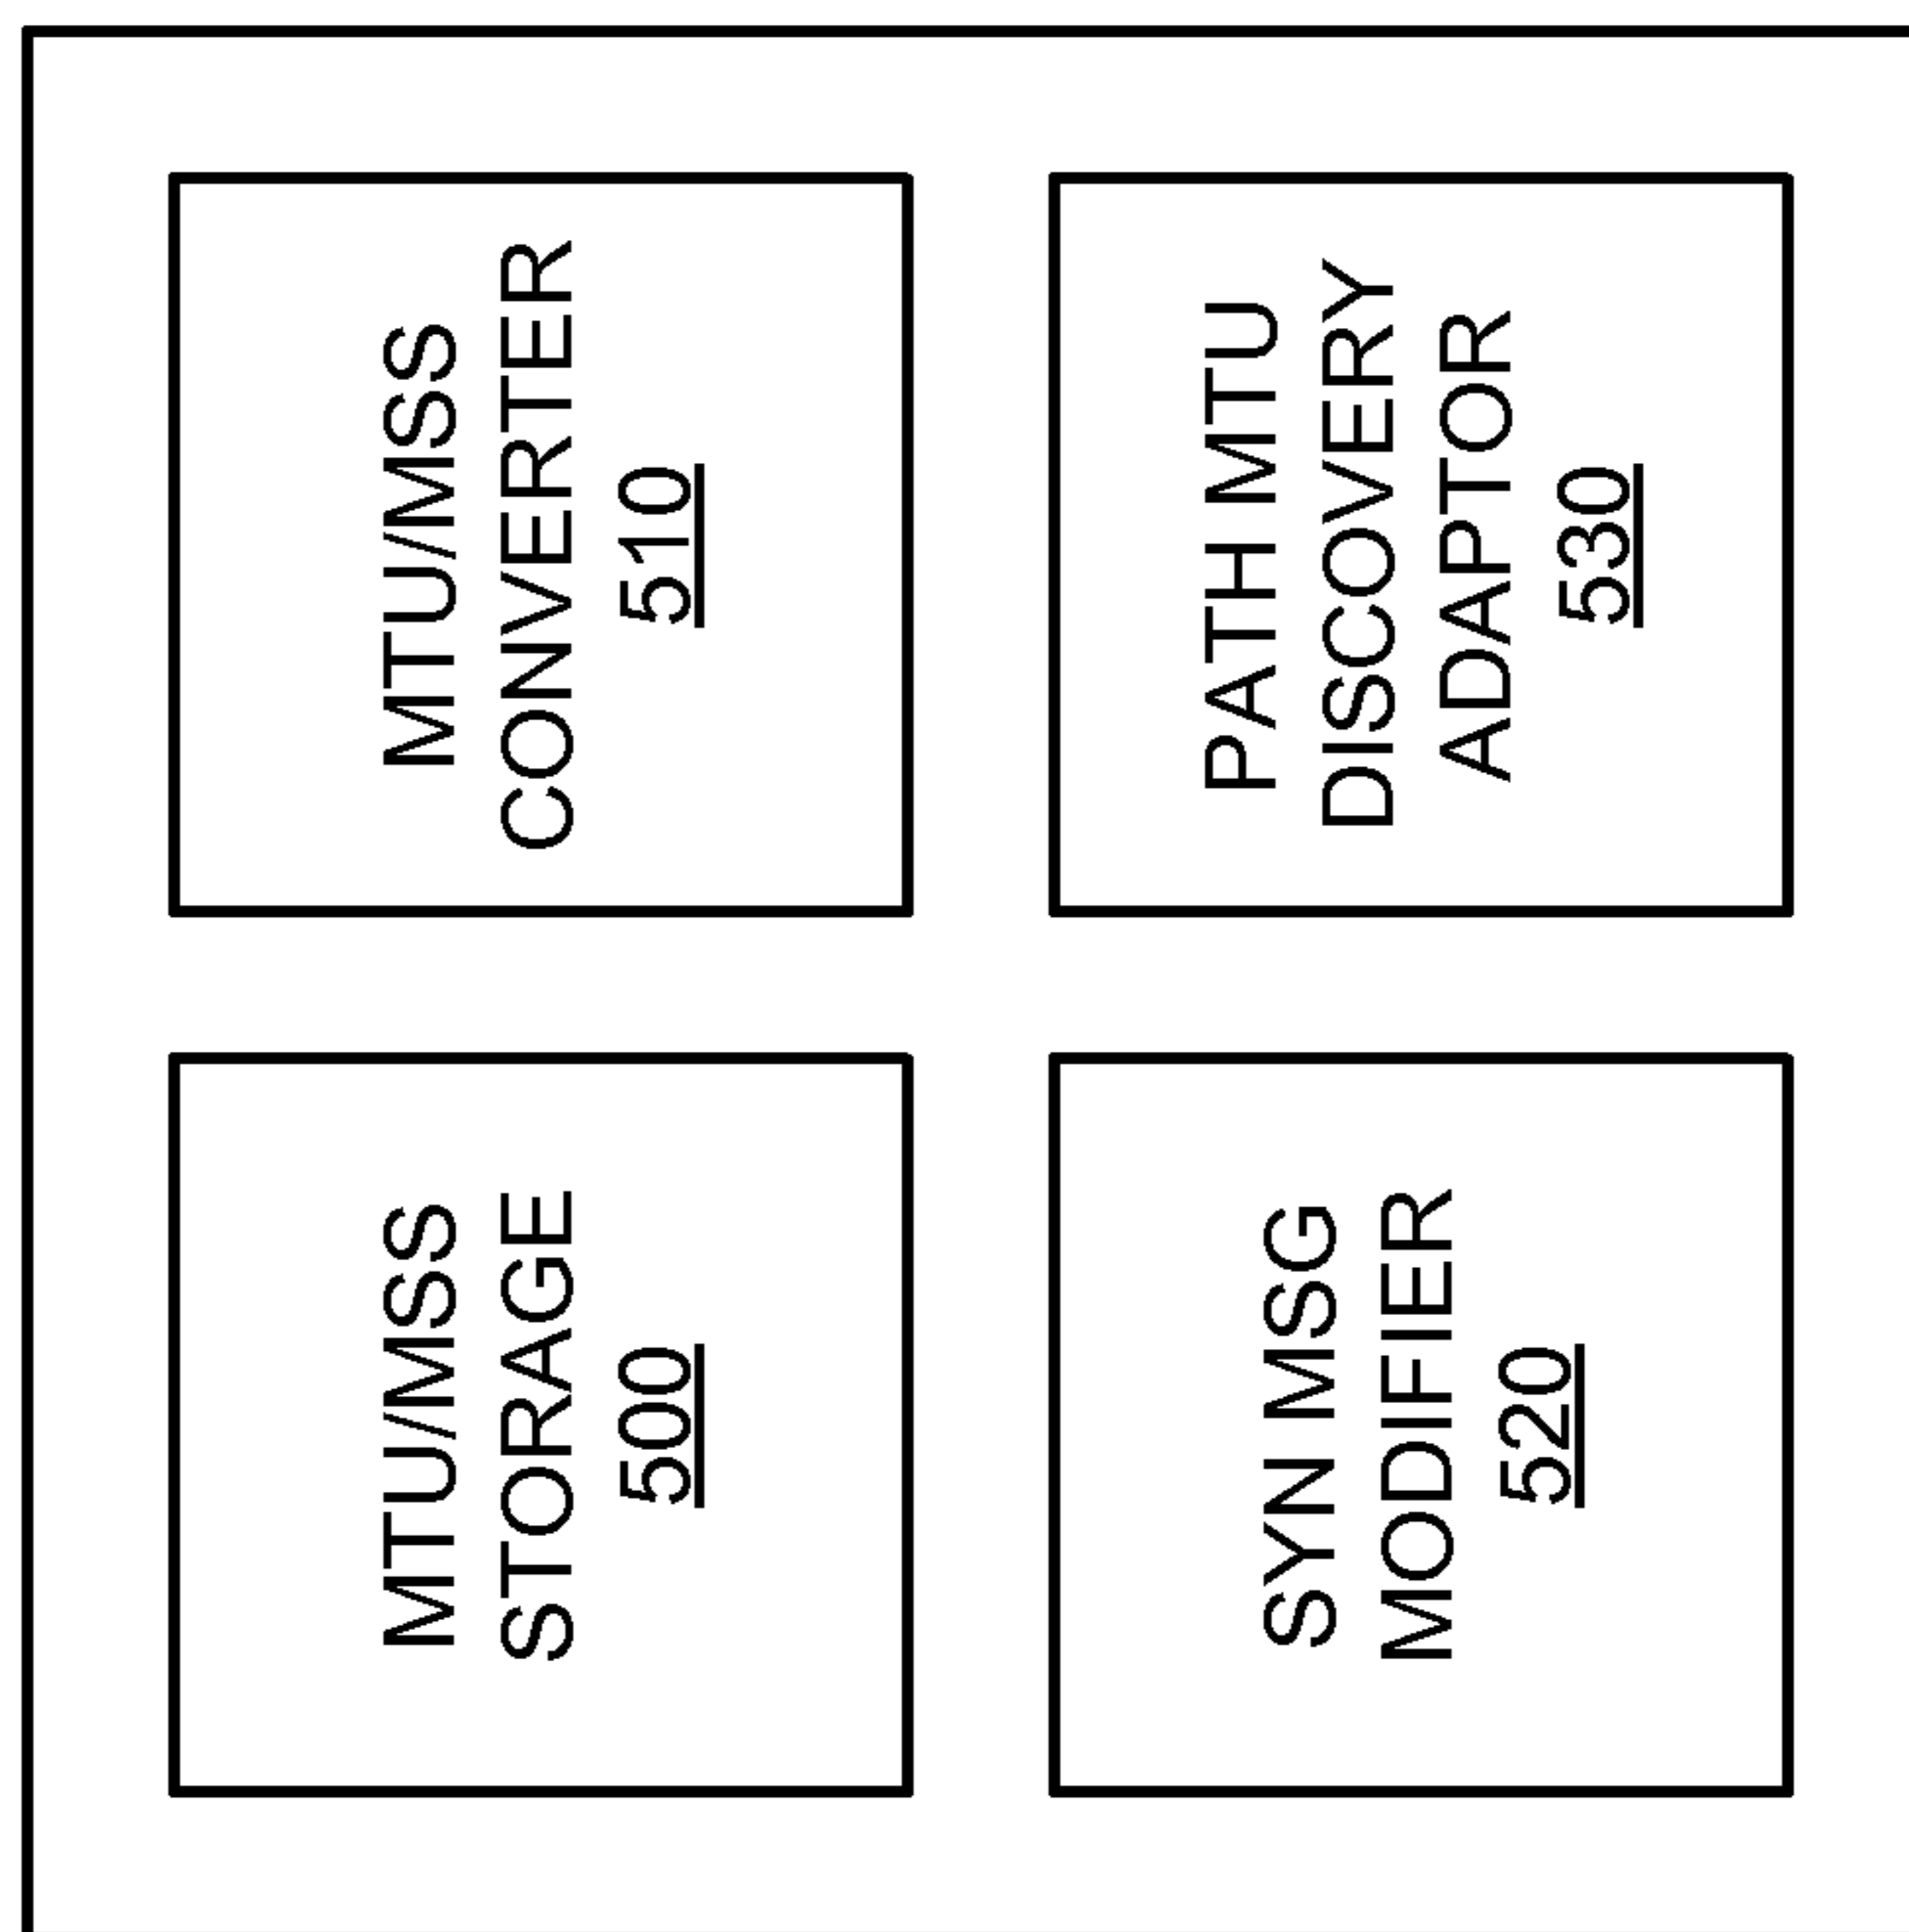 MTU/MSS
STORAGE
500
MTU/MSS
CONVERTER
510
SYN MSG
MODIFIER
520
PATH MTU
DISCOVERY
ADAPTOR
530